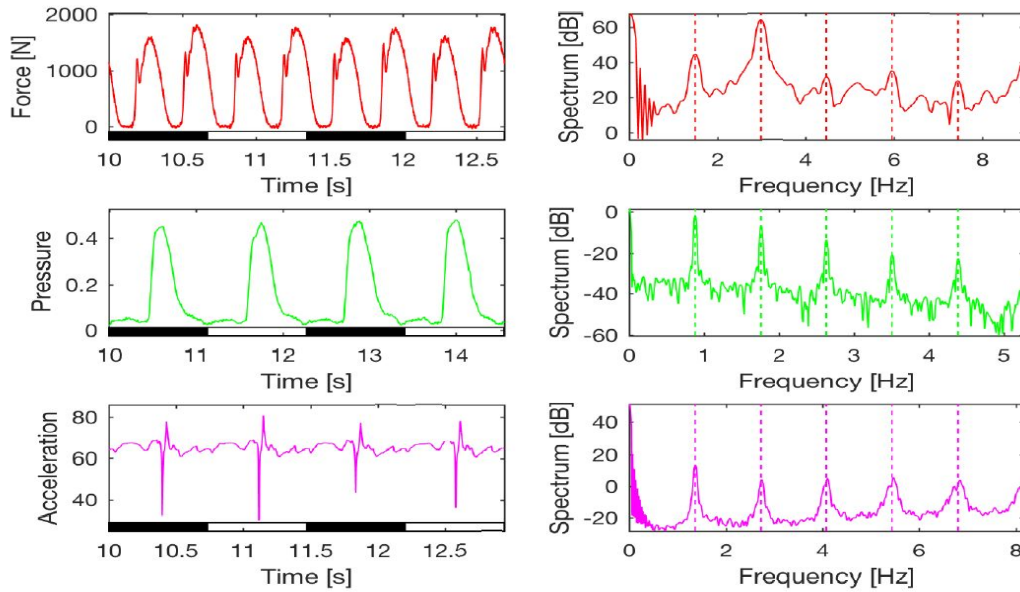 2000
1000
0
Force [N]
10 10.5 11 11.5 12 12.5
Time [s]
60
40
20
0
Spectrum [dB]
0 2 4 6 8
Frequency [Hz]
0.4
0.2
0
Pressure
10 11 12 13 14
Time [s]
0
-20
-40
-60
Spectrum [dB]
0 1 2 3 4 5
Frequency [Hz]
80
60
40
Acceleration
10 10.5 11 11.5 12 12.5
Time [s]
40
20
0
-20
Spectrum [dB]
0 2 4 6 8
Frequency [Hz]